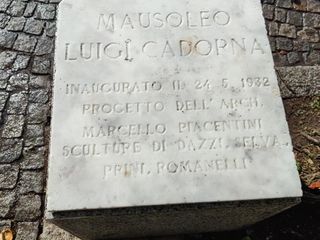 MAUSOLEO
LUIGI CADORNA
INAUGURATO IL 24 5 1932
PROGETTO DELL'ARCH.
MARCELLO PIACENTINI
SCULTURE DI DAZZI, SELVA,
PRINI, ROMANELLI